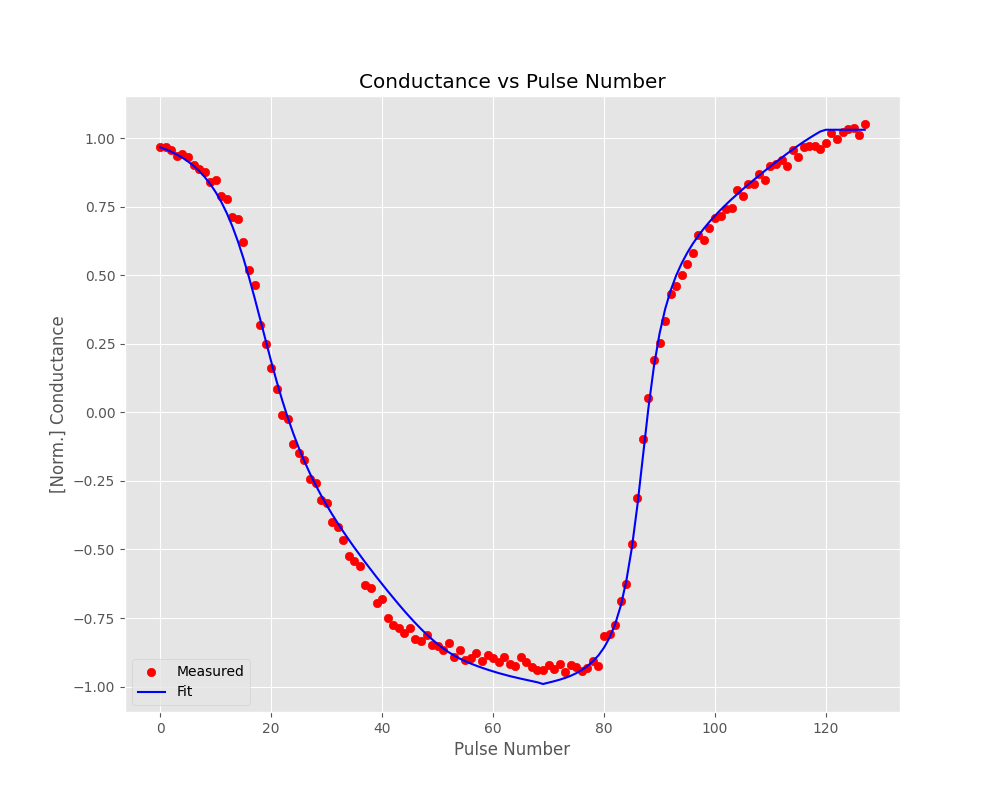 Conductance vs Pulse Number
[Norm.] Conductance
1.00
0.75
0.50
0.25
0.00
−0.25
−0.50
−0.75
−1.00
Measured
Fit
0 20 40 60 80 100 120
Pulse Number